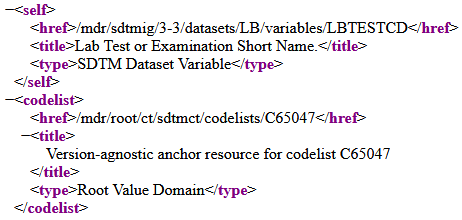 −<self>
<href>/mdr/sdtmig/3-3/datasets/LB/variables/LBTESTCD</href>
<title>Lab Test or Examination Short Name.</title>
<type>SDTM Dataset Variable</type>
</self>
−<codelist>
<href>/mdr/root/ct/sdtmct/codelists/C65047</href>
−<title>
Version-agnostic anchor resource for codelist C65047
</title>
<type>Root Value Domain</type>
</codelist>